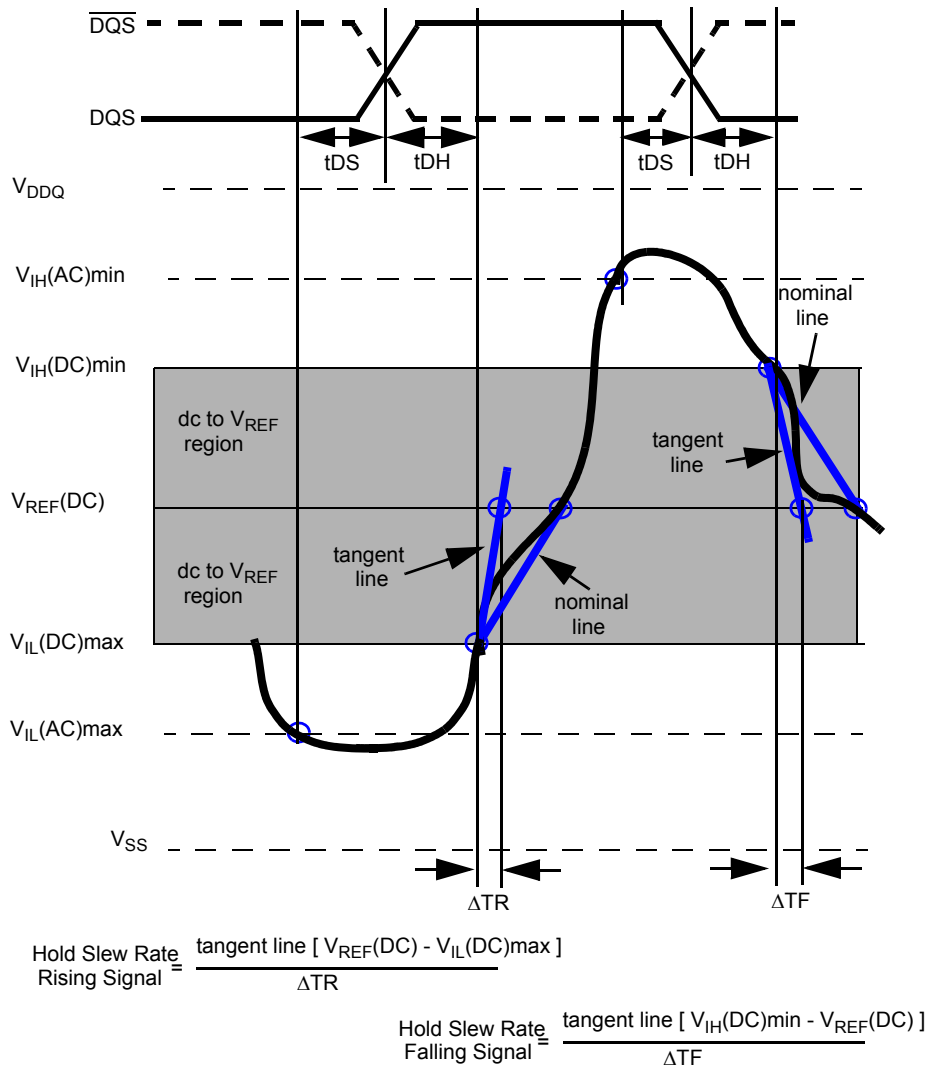 DQS
DQS
tDS
tDH
tDS
tDH
VDDQ
VIH(AC)min
nominal
line
VIH(DC)min
dc to VREF
region
tangent
line
VREF(DC)
tangent
line
dc to VREF
region
nominal
line
VIL(DC)max
VIL(AC)max
VSS
ΔTR
ΔTF
Hold Slew Rate
Rising Signal
=
tangent line [ VREF(DC) - VIL(DC)max ]
ΔTR
Hold Slew Rate
Falling Signal
=
tangent line [ VIH(DC)min - VREF(DC) ]
ΔTF